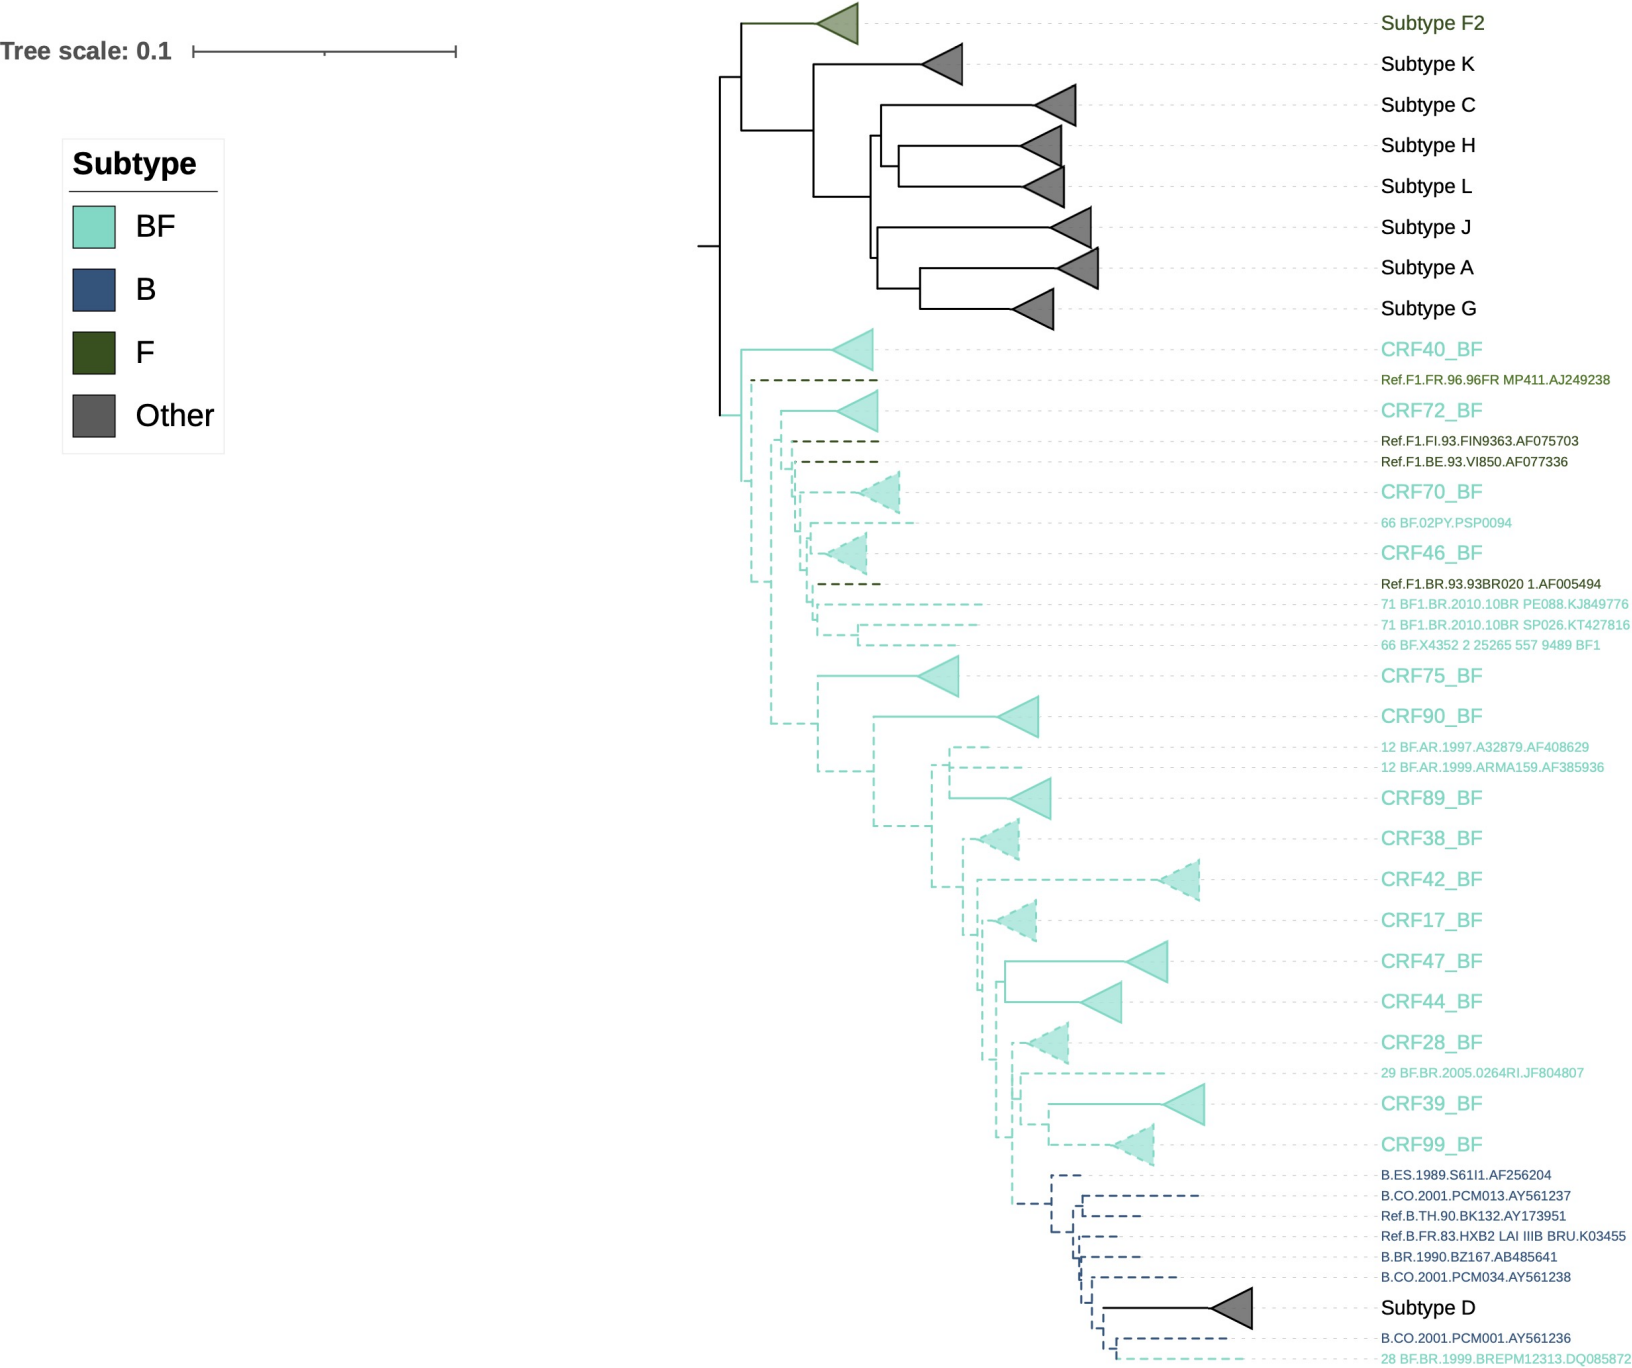 Tree scale: 0.1
Subtype
BF
B
F
Other
Subtype F2
Subtype K
Subtype C
Subtype H
Subtype L
Subtype J
Subtype A
Subtype G
CRF40_BF
Ref.F1.FR.96.96FR MP411.AJ249238
CRF72_BF
Ref.F1.FI.93.FIN9363.AF075703
Ref.F1.BE.93.VI850.AF077336
CRF70_BF
66 BF.02PY.PSP0094
CRF46_BF
Ref.F1.BR.93.93BR020 1.AF005494
71 BF1.BR.2010.10BR PE088.KJ849776
71 BF1.BR.2010.10BR SP026.KT427816
66 BF.X4352 2 25265 557 9489 BF1
CRF75_BF
CRF90_BF
12 BF.AR.1997.A32879.AF408629
12 BF.AR.1999.ARMA159.AF385936
CRF89_BF
CRF38_BF
CRF42_BF
CRF17_BF
CRF47_BF
CRF44_BF
CRF28_BF
29 BF.BR.2005.0264RI.JF804807
CRF39_BF
CRF99_BF
B.ES.1989.S61I1.AF256204
B.CO.2001.PCM013.AY561237
Ref.B.TH.90.BK132.AY173951
Ref.B.FR.83.HXB2 LAI IIIB BRU.K03455
B.BR.1990.BZ167.AB485641
B.CO.2001.PCM034.AY561238
Subtype D
B.CO.2001.PCM001.AY561236
28 BF.BR.1999.BREPM12313.DQ085872